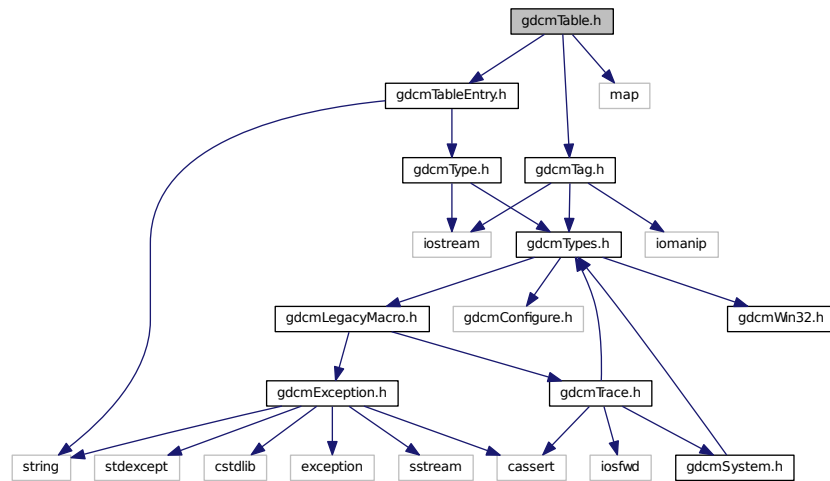 gdcmTable.h
gdcmTableEntry.h
map
gdcmType.h
gdcmTag.h
iostream
gdcmTypes.h
iomanip
gdcmLegacyMacro.h
gdcmConfigure.h
gdcmWin32.h
gdcmException.h
gdcmTrace.h
string
stdexcept
cstdlib
exception
sstream
cassert
iosfwd
gdcmSystem.h